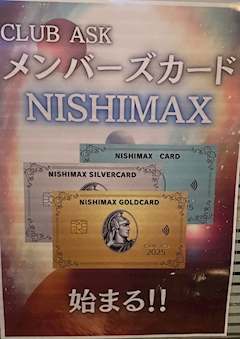 CLUB ASK
メンバーズカード
NISHIMAX
NISHIMAX CARD
NISHIMAX SILVERCARD
NISHIMAX GOLDCARD
2025
始まる!!